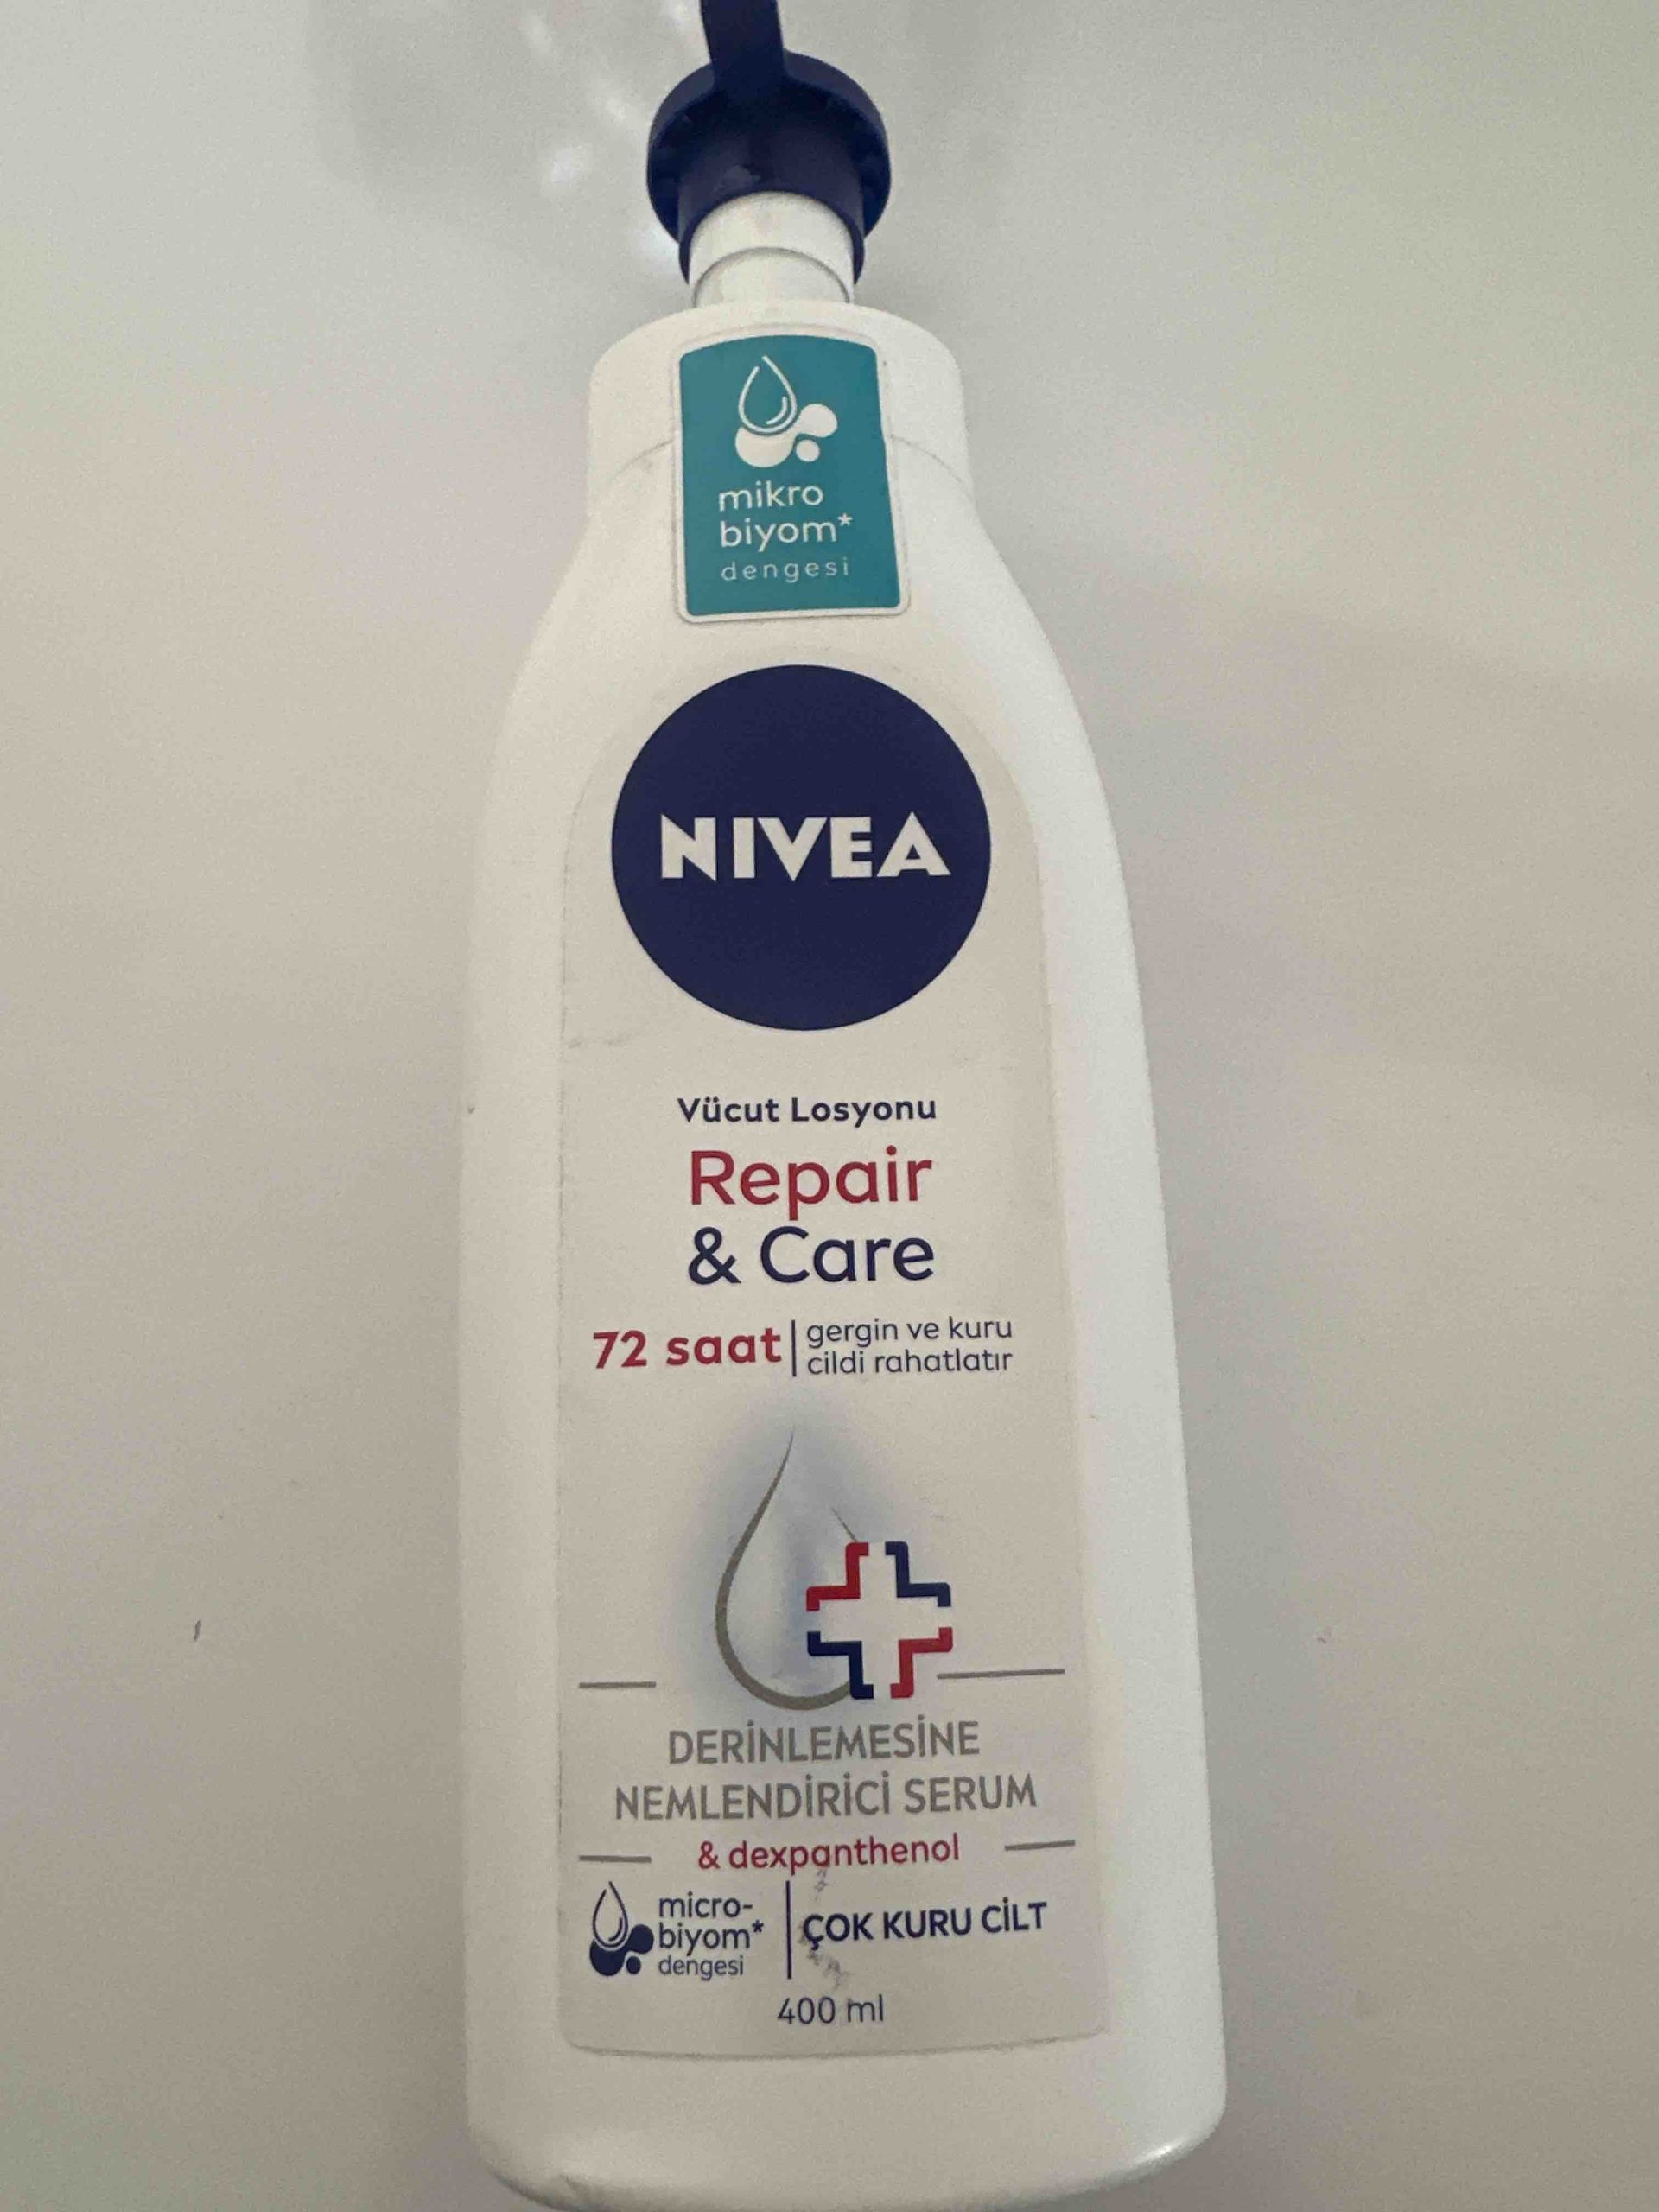 mikro
biyom*
dengesi
NIVEA
Vücut Losyonu
Repair
& Care
72 saat
gergin ve kuru
cildi rahatlatır
DERİNLEMESİNE
NEMLENDİRİCİ SERUM
& dexpanthenol
micro-
biyom*
dengesi
ÇOK KURU CİLT
400 ml